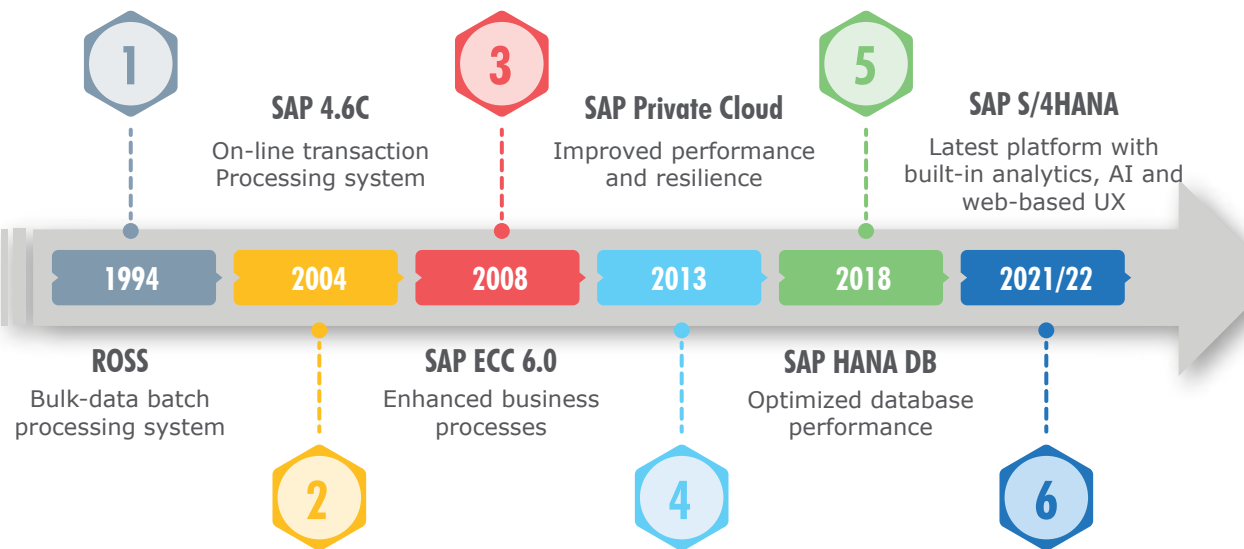 1
3
5
SAP 4.6C
On-line transaction
Processing system
SAP Private Cloud
Improved performance
and resilience
SAP S/4HANA
Latest platform with
built-in analytics, AI and
web-based UX
1994
2004
2008
2013
2018
2021/22
ROSS
Bulk-data batch
processing system
SAP ECC 6.0
Enhanced business
processes
SAP HANA DB
Optimized database
performance
2
4
6